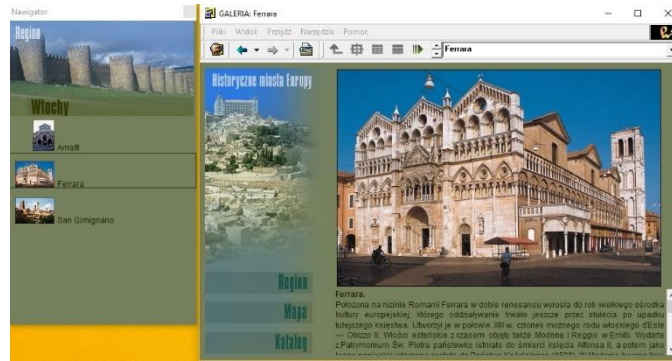 Nawigator
Region
Włochy
Amalfi
Ferrara
San Gimignano
GALERIA: Ferrara
Pliki Widok Przejdź Narzędzia Pomoc
Ferrara
Historyczne miasta Europy
Region
Mapa
Katalog
Ferrara.
Położona na nizinie Romanii Ferrara w dobie renesansu wyrosła do roli wielkiego ośrodka
kultury europejskiej, którego oddziaływanie trwało jeszcze przez stulecia po upadku
tutejszego księstwa. Utworzył je w połowie XIII w. członek możnego rodu włoskiego d'Este
— Obizzo II. Włości esteńskie z czasem objęły także Modenę i Reggio w Emilii. Wydarte
z Patrymonium Św. Piotra państewko istniało do śmierci księcia Alfonsa II, a potem jako